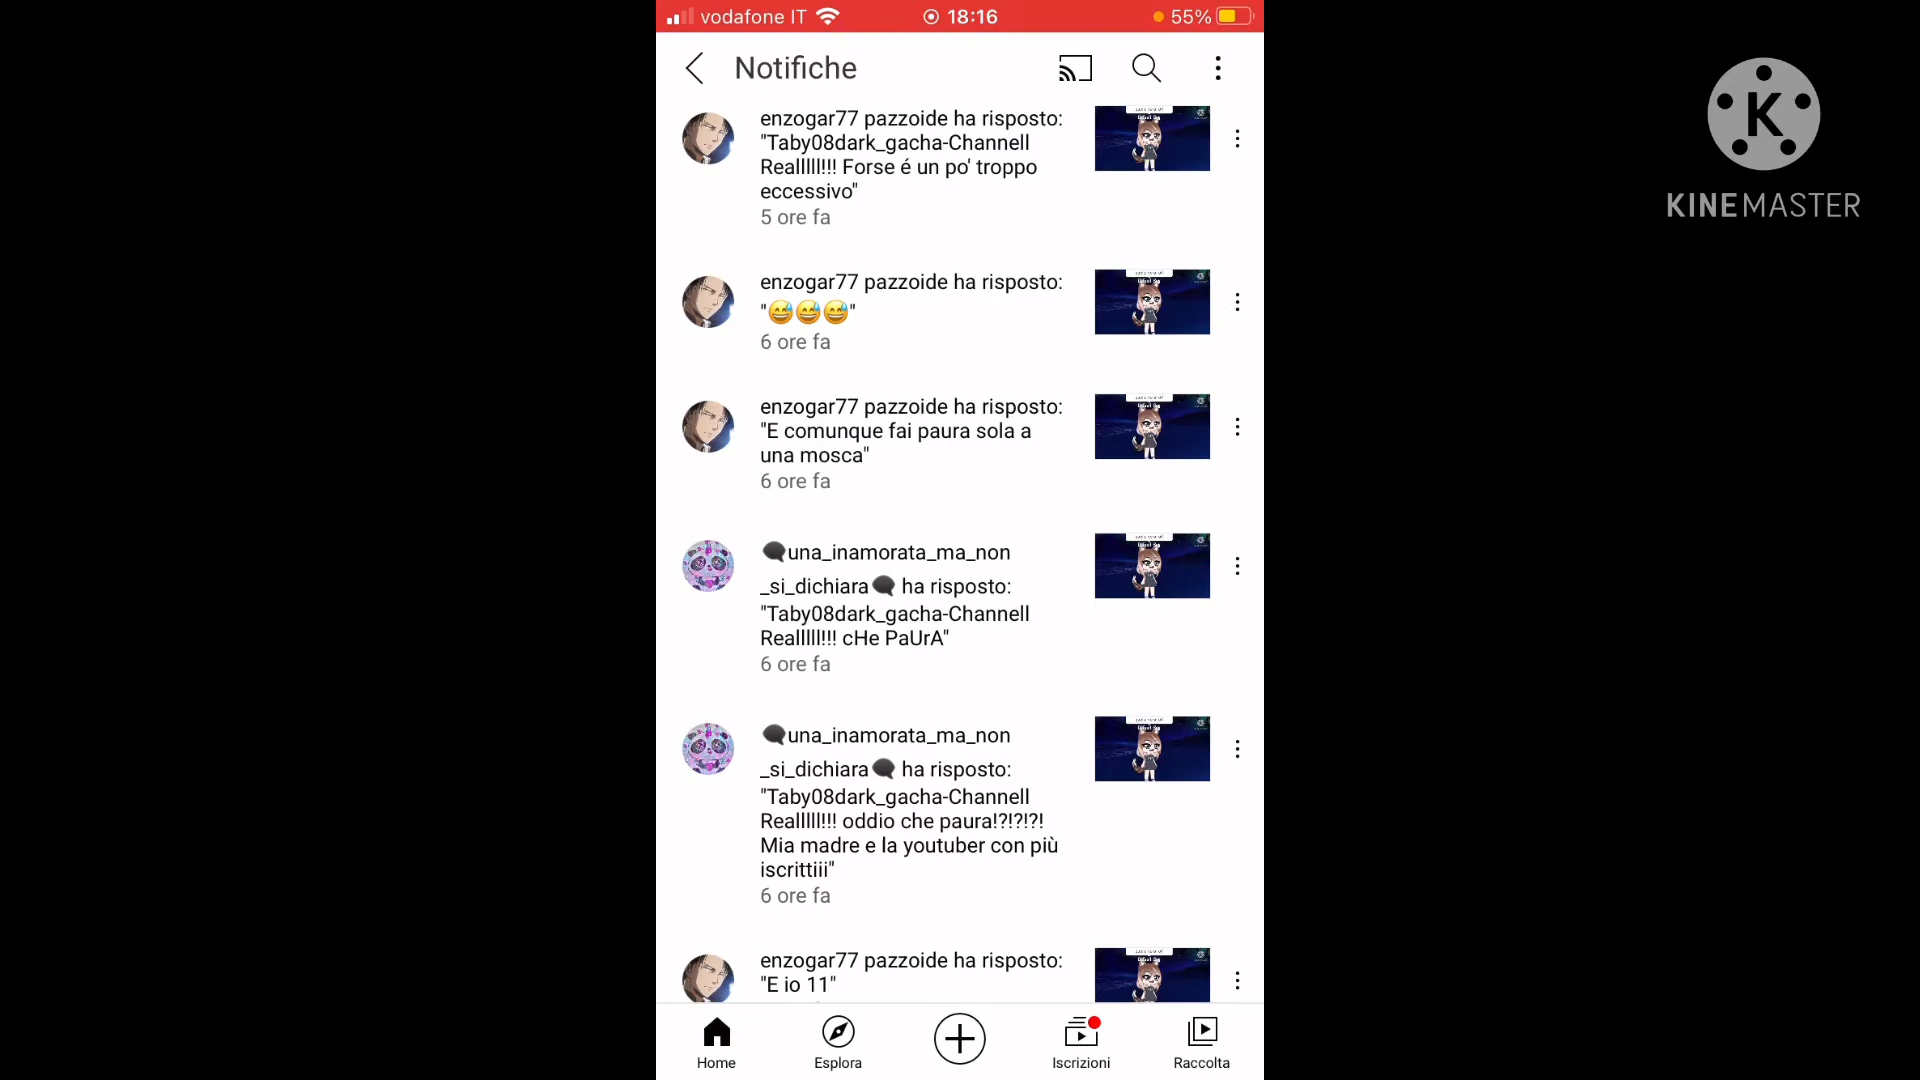 vodafone IT
18:16
55%
Notifiche
K
KINEMASTER
enzogar77 pazzoide ha risposto:
"Taby08dark_gacha-Channell
Realllll!!! Forse é un po' troppo
eccessivo"
5 ore fa
enzogar77 pazzoide ha risposto:
"😅😅😅"
6 ore fa
enzogar77 pazzoide ha risposto:
"E comunque fai paura sola a
una mosca"
6 ore fa
🗨una_inamorata_ma_non
_si_dichiara🗨 ha risposto:
"Taby08dark_gacha-Channell
Realllll!!! cHe PaUrA"
6 ore fa
🗨una_inamorata_ma_non
_si_dichiara🗨 ha risposto:
"Taby08dark_gacha-Channell
Realllll!!! oddio che paura!?!?!?!
Mia madre e la youtuber con più
iscrittiii"
6 ore fa
enzogar77 pazzoide ha risposto:
"E io 11"
Home
Esplora
Iscrizioni
Raccolta